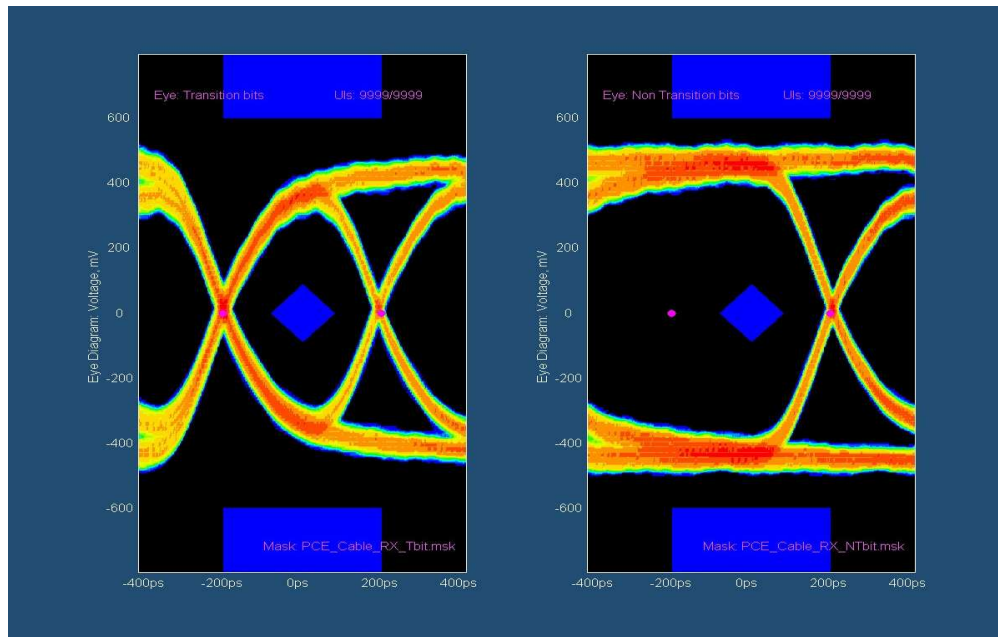 Eye: Transition bits UIs: 9999/9999
600
400
200
0
-200
-400
-600
Eye Diagram: Voltage, mV
Mask: PCE_Cable_RX_Tbit.msk
-400ps -200ps 0ps 200ps 400ps
Eye: Non Transition bits UIs: 9999/9999
600
400
200
0
-200
-400
-600
Eye Diagram: Voltage, mV
Mask: PCE_Cable_RX_NTbit.msk
-400ps -200ps 0ps 200ps 400ps